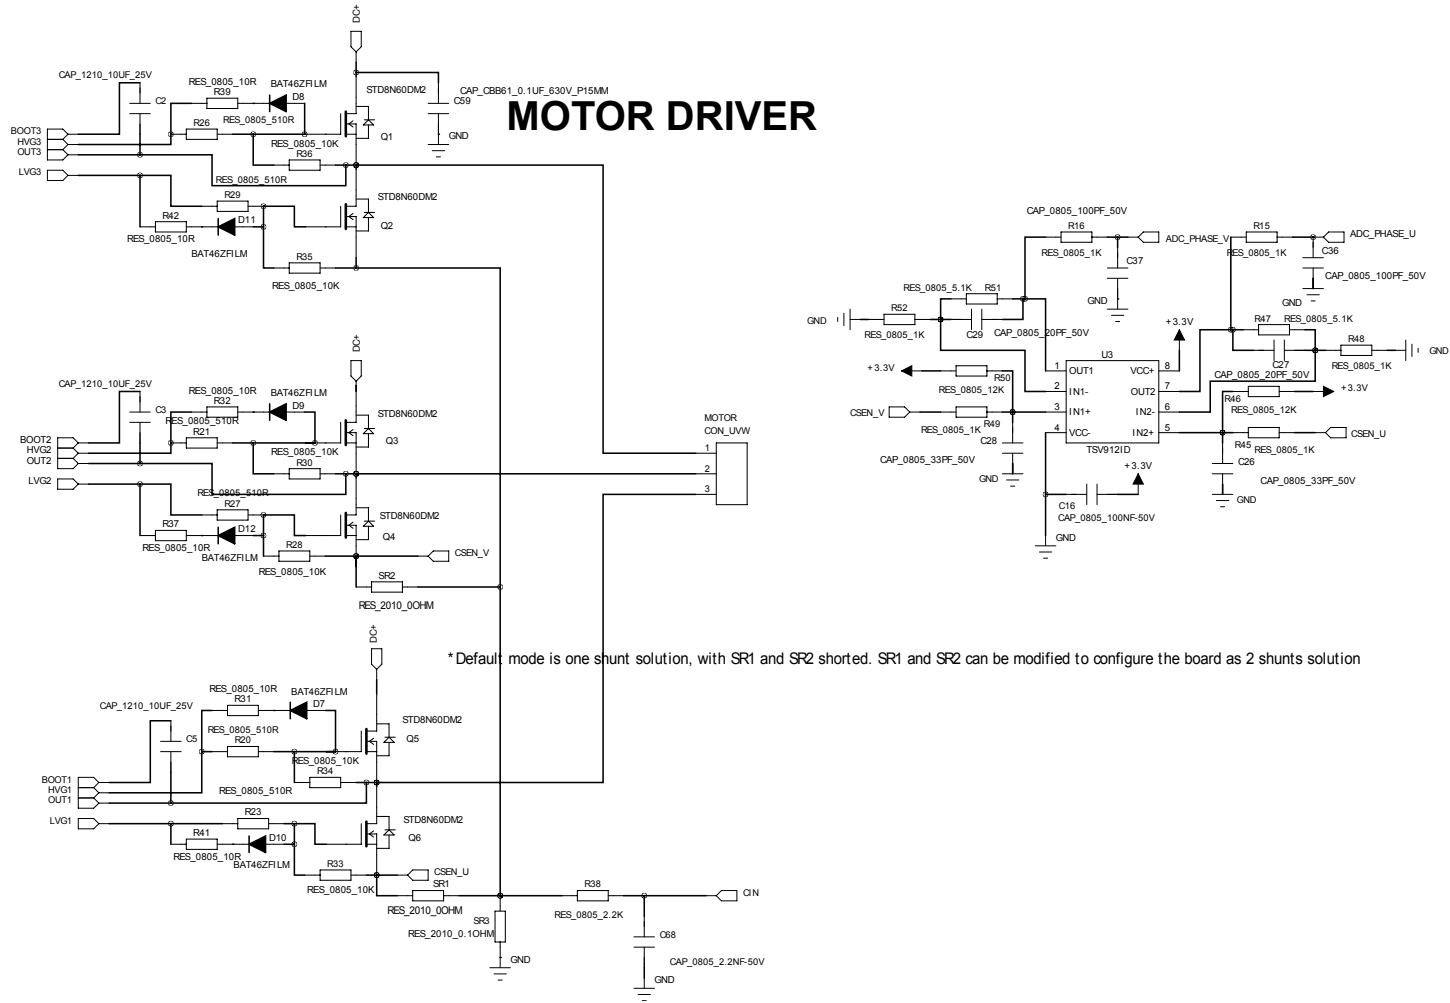 MOTOR DRIVER
DC+
CAP_1210_10UF_25V
C2
RES_0805_10R
R39
BAT46ZFILM
D8
RES_0805_510R
R26
STD8N60DM2
Q1
CAP_CBB61_0.1UF_630V_P15MM
C59
GND
BOOT3
HVG3
OUT3
LVG3
RES_0805_10K
R36
RES_0805_510R
R29
STD8N60DM2
Q2
R42
RES_0805_10R
D11
BAT46ZFILM
R35
RES_0805_10K
DC+
CAP_1210_10UF_25V
C3
RES_0805_10R
R32
BAT46ZFILM
D9
RES_0805_510R
R21
STD8N60DM2
Q3
BOOT2
HVG2
OUT2
LVG2
RES_0805_10K
R30
RES_0805_510R
R27
STD8N60DM2
Q4
R37
RES_0805_10R
D12
BAT46ZFILM
R28
RES_0805_10K
CSEN_V
SR2
RES_2010_0OHM
MOTOR
CON_UVW
1
2
3
DC+
*Default mode is one shunt solution, with SR1 and SR2 shorted. SR1 and SR2 can be modified to configure the board as 2 shunts solution
CAP_1210_10UF_25V
C5
RES_0805_10R
R31
BAT46ZFILM
D7
RES_0805_510R
R20
STD8N60DM2
Q5
BOOT1
HVG1
OUT1
LVG1
RES_0805_10K
R34
RES_0805_510R
R23
STD8N60DM2
Q6
R41
RES_0805_10R
D10
BAT46ZFILM
R33
RES_0805_10K
CSEN_U
SR1
RES_2010_0OHM
SR3
RES_2010_0.1OHM
GND
R38
RES_0805_2.2K
CIN
C68
CAP_0805_2.2NF-50V
GND
CAP_0805_100PF_50V
R16
RES_0805_1K
ADC_PHASE_V
C37
GND
R15
RES_0805_1K
ADC_PHASE_U
C36
CAP_0805_100PF_50V
GND
RES_0805_5.1K
R51
C29
CAP_0805_20PF_50V
GND
R52
RES_0805_1K
+3.3V
R50
RES_0805_12K
CSEN_V
R49
RES_0805_1K
C28
CAP_0805_33PF_50V
GND
U3
1
OUT1
2
IN1-
3
IN1+
4
VCC-
VCC+
8
OUT2
7
IN2-
6
IN2+
5
TSV912ID
+3.3V
R47
RES_0805_5.1K
C27
CAP_0805_20PF_50V
R48
RES_0805_1K
GND
R46
RES_0805_12K
+3.3V
R45
RES_0805_1K
CSEN_U
C26
CAP_0805_33PF_50V
GND
+3.3V
C16
CAP_0805_100NF-50V
GND